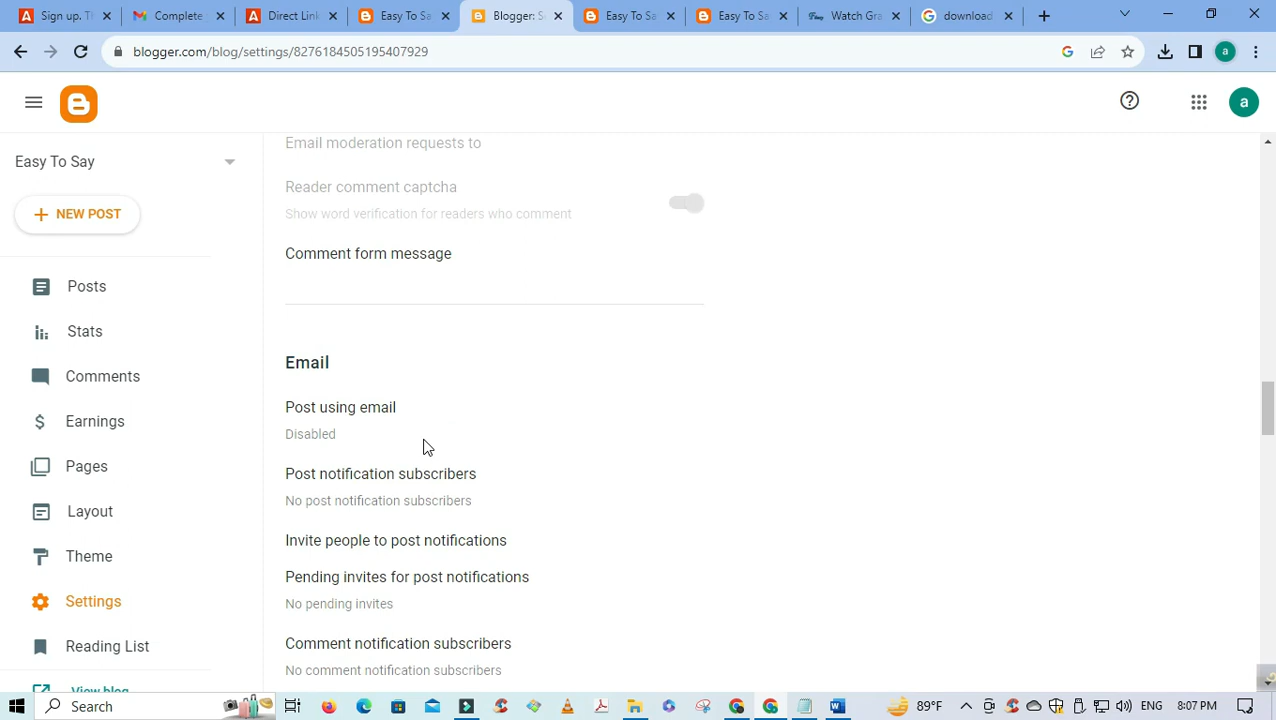 Sign up. T
Complete
Direct Link
Easy To Sa
Blogger: S
Easy To Sa
Easy To Sa
Watch Gra
download
blogger.com/blog/settings/8276184505195407929
a
a
Easy To Say
NEW POST
Posts
Stats
Comments
Earnings
Pages
Layout
Theme
Settings
Reading List
View blog
Email moderation requests to
Reader comment captcha
Show word verification for readers who comment
Comment form message
Email
Post using email
Disabled
Post notification subscribers
No post notification subscribers
Invite people to post notifications
Pending invites for post notifications
No pending invites
Comment notification subscribers
No comment notification subscribers
Search
89°F
ENG
8:07 PM